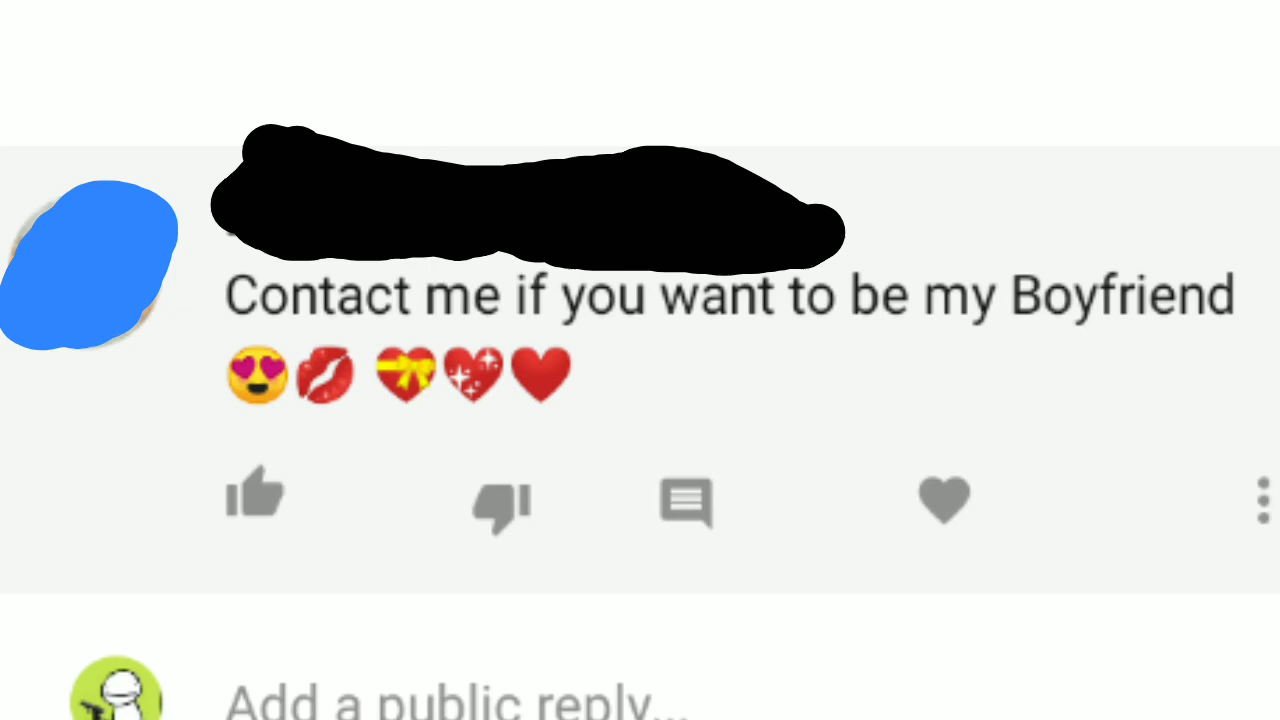 Contact me if you want to be my Boyfriend
😍💋 💝💖❤️
Add a public reply...